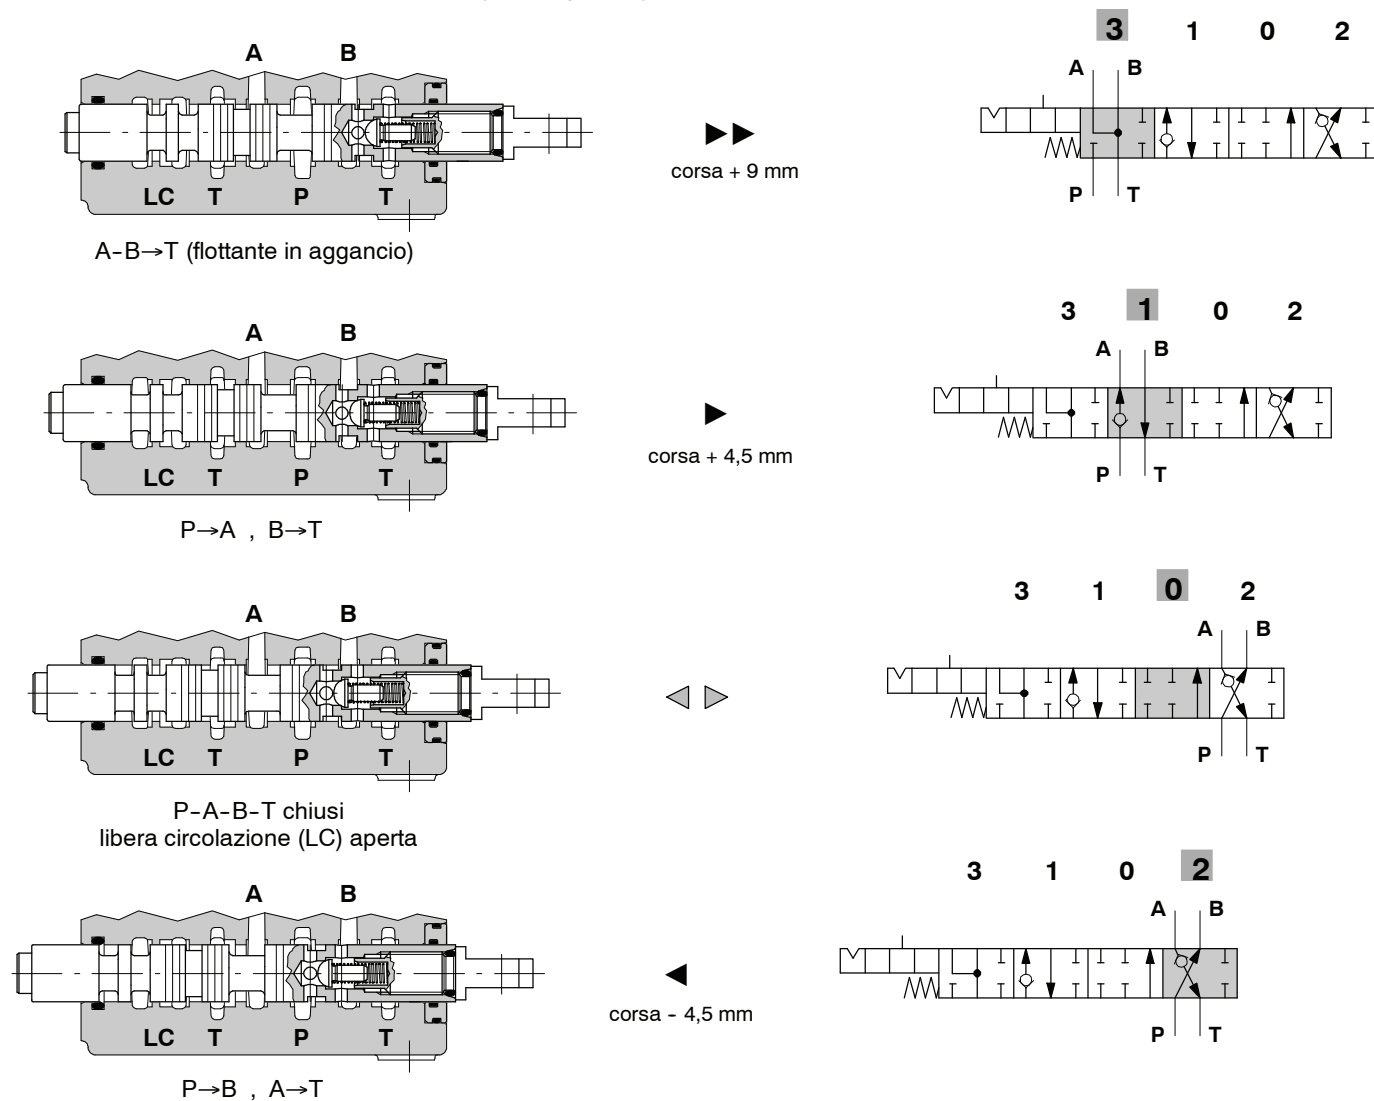 3 1 0 2
A B
A B
LC T P T
corsa + 9 mm
P T
A-B→T (flottante in aggancio)
3 1 0 2
A B
A B
LC T P T
corsa + 4,5 mm
P T
P→A , B→T
3 1 0 2
A B
A B
LC T P T
P T
P-A-B-T chiusi
libera circolazione (LC) aperta
3 1 0 2
A B
A B
LC T P T
corsa - 4,5 mm
P T
P→B , A→T